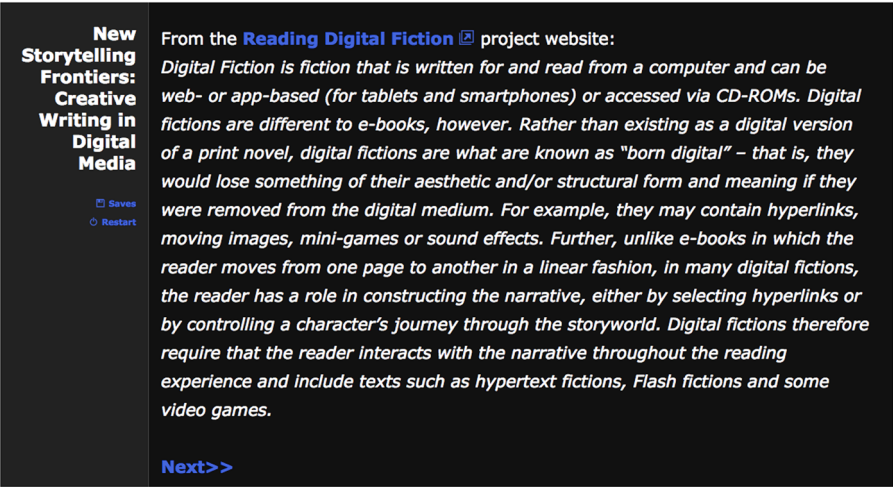 New
Storytelling
Frontiers:
Creative
Writing in
Digital
Media
Saves
Restart
From the Reading Digital Fiction project website:
Digital Fiction is fiction that is written for and read from a computer and can be
web- or app-based (for tablets and smartphones) or accessed via CD-ROMs. Digital
fictions are different to e-books, however. Rather than existing as a digital version
of a print novel, digital fictions are what are known as “born digital” – that is, they
would lose something of their aesthetic and/or structural form and meaning if they
were removed from the digital medium. For example, they may contain hyperlinks,
moving images, mini-games or sound effects. Further, unlike e-books in which the
reader moves from one page to another in a linear fashion, in many digital fictions,
the reader has a role in constructing the narrative, either by selecting hyperlinks or
by controlling a character’s journey through the storyworld. Digital fictions therefore
require that the reader interacts with the narrative throughout the reading
experience and include texts such as hypertext fictions, Flash fictions and some
video games.
Next>>